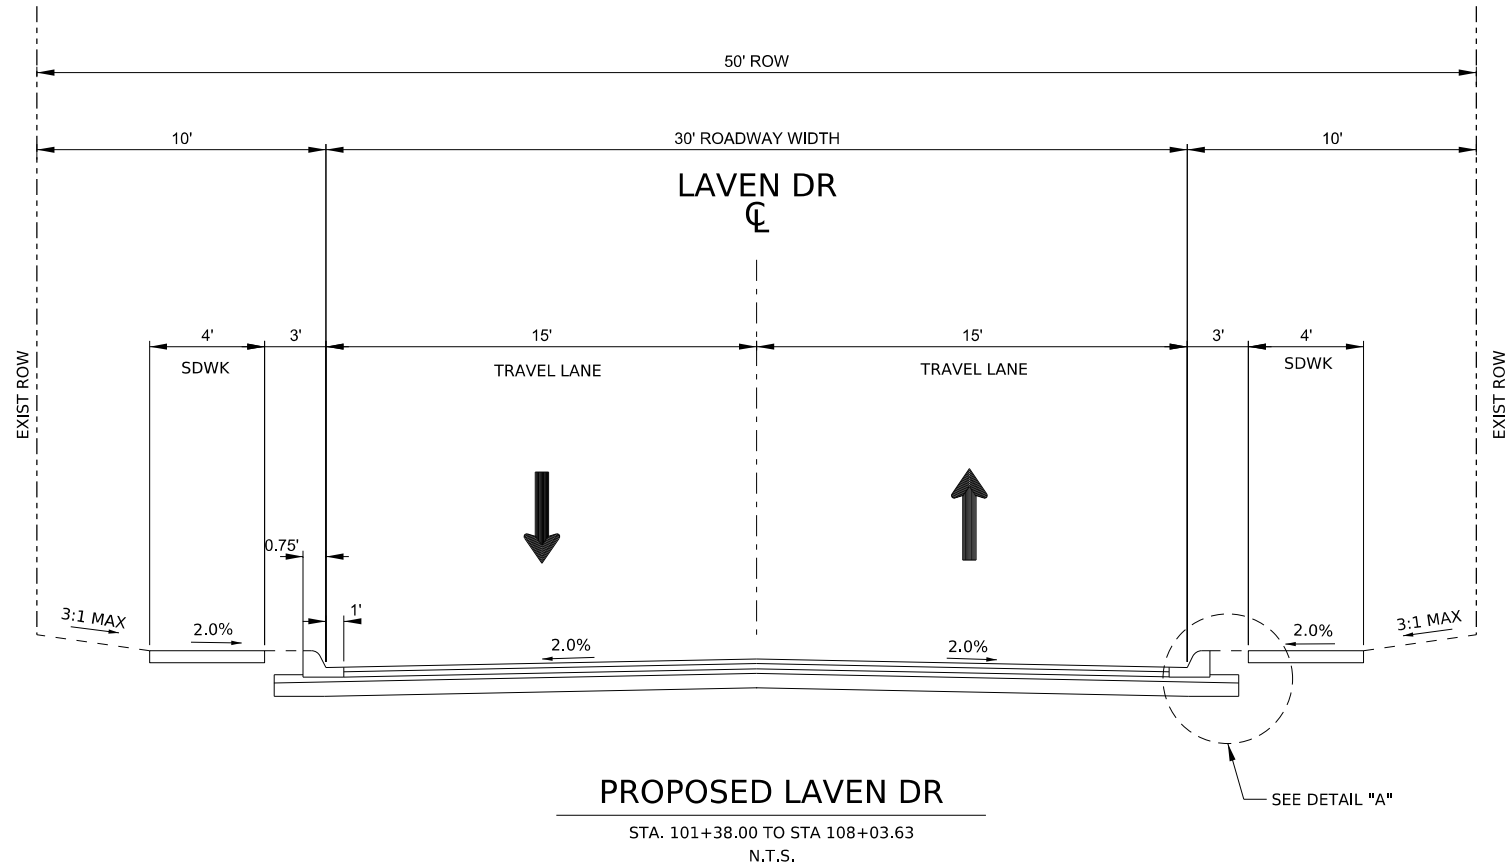 50' ROW
10'
30' ROADWAY WIDTH
10'
LAVEN DR
℄
4'
3'
15'
15'
3'
4'
SDWK
TRAVEL LANE
TRAVEL LANE
SDWK
EXIST ROW
EXIST ROW
0.75'
1'
3:1 MAX
2.0%
2.0%
2.0%
2.0%
3:1 MAX
PROPOSED LAVEN DR
SEE DETAIL "A"
STA. 101+38.00 TO STA 108+03.63
N.T.S.